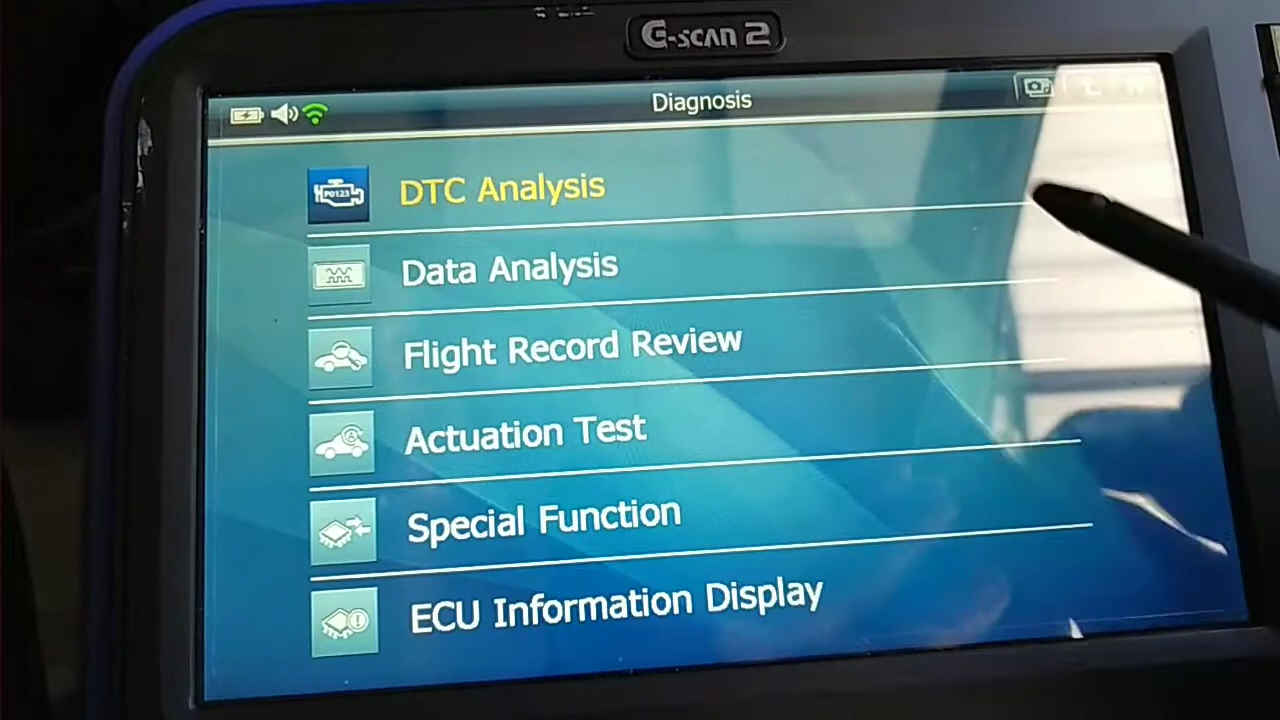 G-scan 2
Diagnosis
P0123
DTC Analysis
Data Analysis
Flight Record Review
Actuation Test
Special Function
ECU Information Display